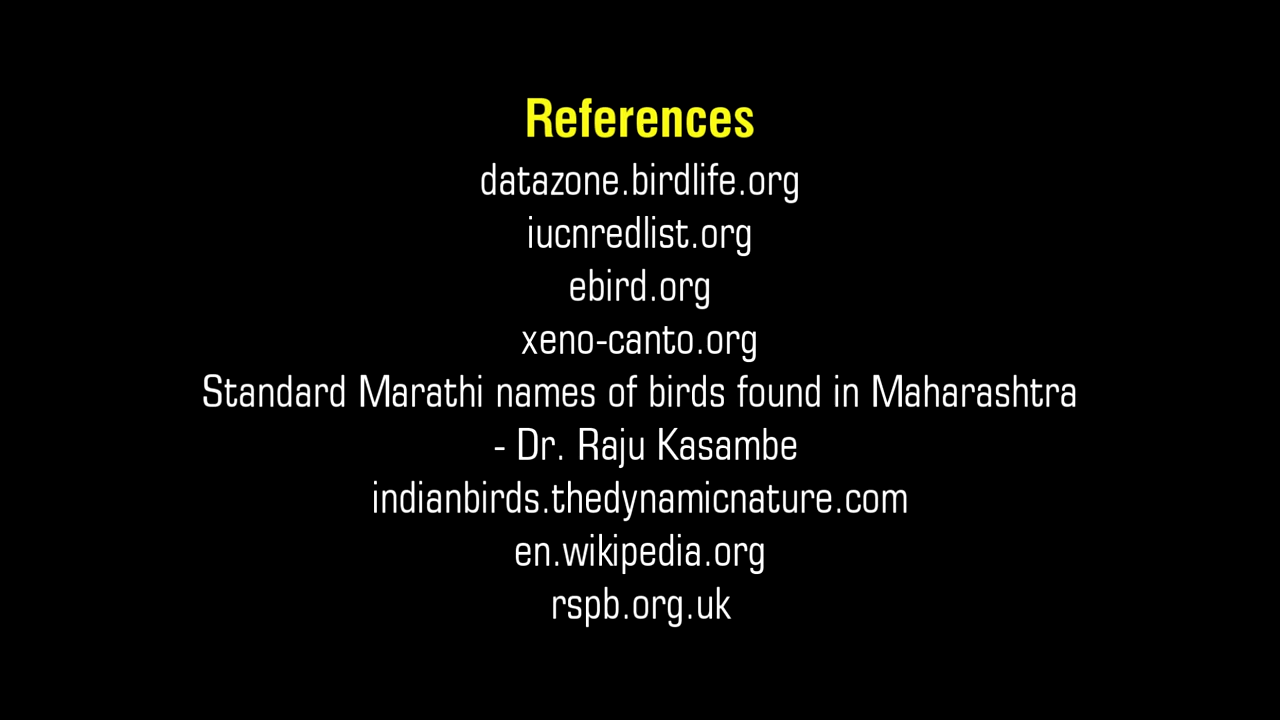 References
datazone.birdlife.org
iucnredlist.org
ebird.org
xeno-canto.org
Standard Marathi names of birds found in Maharashtra
- Dr. Raju Kasambe
indianbirds.thedynamicnature.com
en.wikipedia.org
rspb.org.uk